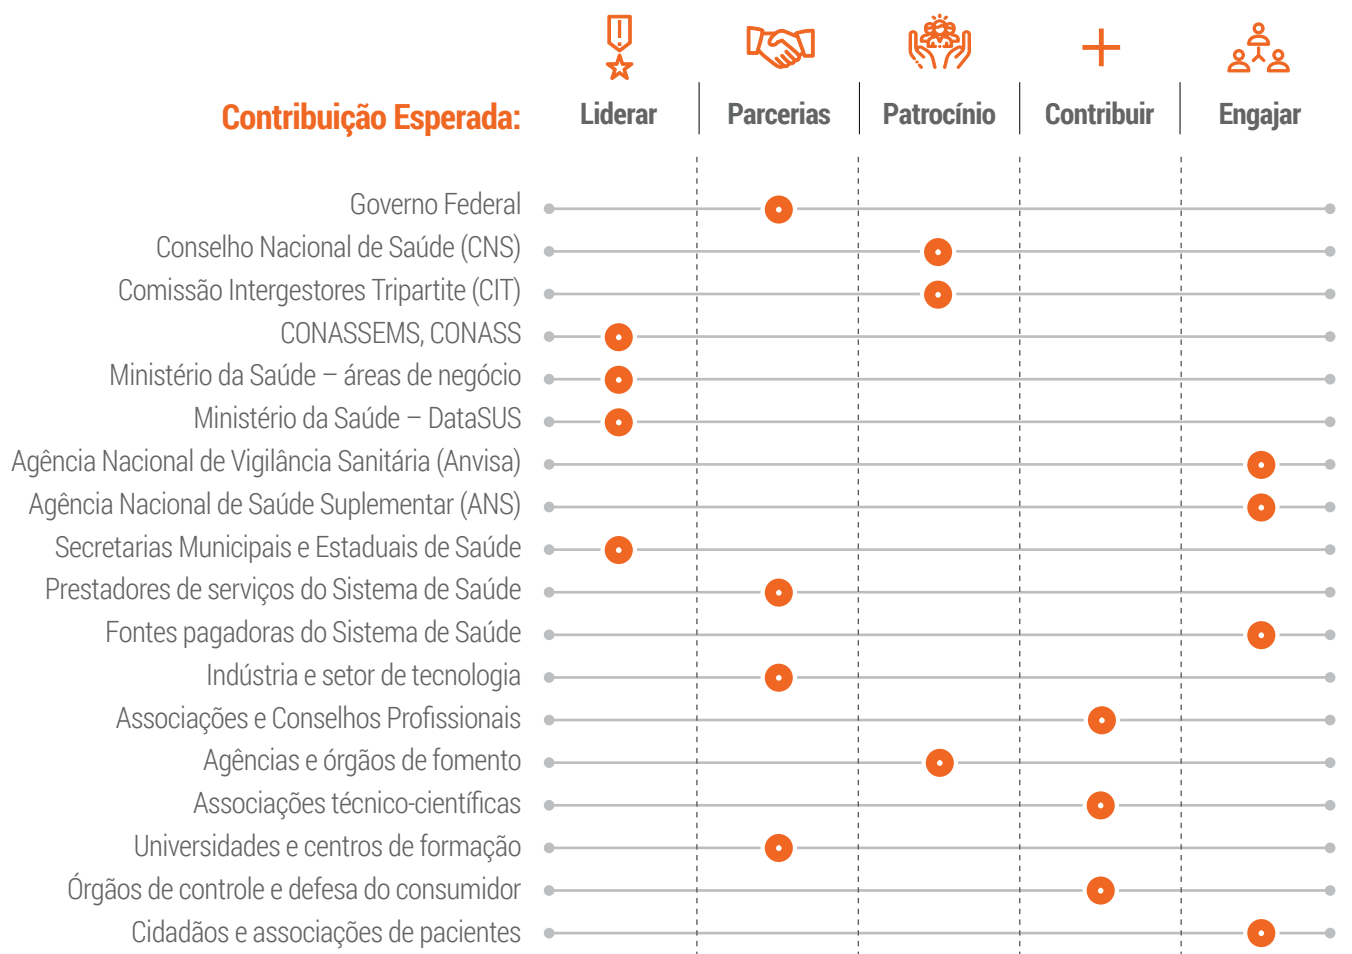 Contribuição Esperada:
Liderar
Parcerias
Patrocínio
Contribuir
Engajar
Governo Federal
Conselho Nacional de Saúde (CNS)
Comissão Intergestores Tripartite (CIT)
CONASSEMS, CONASS
Ministério da Saúde – áreas de negócio
Ministério da Saúde – DataSUS
Agência Nacional de Vigilância Sanitária (Anvisa)
Agência Nacional de Saúde Suplementar (ANS)
Secretarias Municipais e Estaduais de Saúde
Prestadores de serviços do Sistema de Saúde
Fontes pagadoras do Sistema de Saúde
Indústria e setor de tecnologia
Associações e Conselhos Profissionais
Agências e órgãos de fomento
Associações técnico-científicas
Universidades e centros de formação
Órgãos de controle e defesa do consumidor
Cidadãos e associações de pacientes